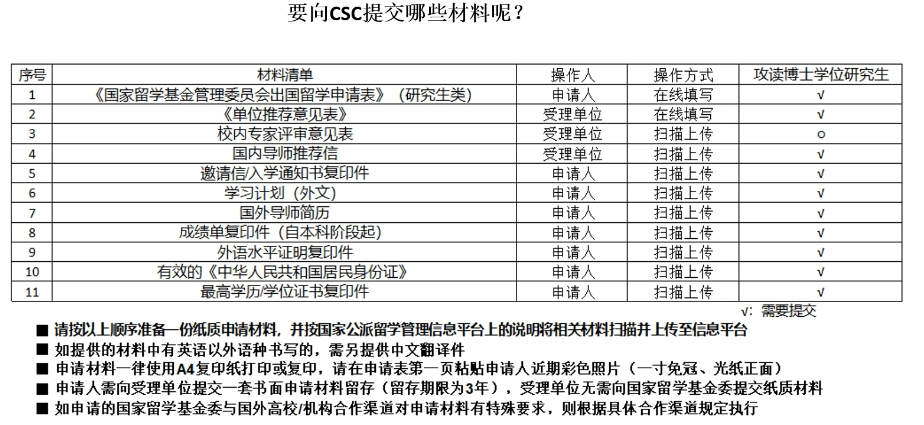 要向CSC提交哪些材料呢？
序号 材料清单 操作人 操作方式 攻读博士学位研究生
1 《国家留学基金管理委员会出国留学申请表》（研究生类） 申请人 在线填写 √
2 《单位推荐意见表》 受理单位 在线填写 √
3 校内专家评审意见表 受理单位 扫描上传 ○
4 国内导师推荐信 受理单位 扫描上传 √
5 邀请信/入学通知书复印件 申请人 扫描上传 √
6 学习计划（外文） 申请人 扫描上传 √
7 国外导师简历 申请人 扫描上传 √
8 成绩单复印件（自本科阶段起） 申请人 扫描上传 √
9 外语水平证明复印件 申请人 扫描上传 √
10 有效的《中华人民共和国居民身份证》 申请人 扫描上传 √
11 最高学历/学位证书复印件 申请人 扫描上传 √
√：需要提交
■ 请按以上顺序准备一份纸质申请材料，并按国家公派留学管理信息平台上的说明将相关材料扫描并上传至信息平台
■ 如提供的材料中有英语以外语种书写的，需另提供中文翻译件
■ 申请材料一律使用A4复印纸打印或复印，请在申请表第一页粘贴申请人近期彩色照片（一寸免冠、光纸正面）
■ 申请人需向受理单位提交一套书面申请材料留存（留存期限为3年），受理单位无需向国家留学基金委提交纸质材料
■ 如申请的国家留学基金委与国外高校/机构合作渠道对申请材料有特殊要求，则根据具体合作渠道规定执行